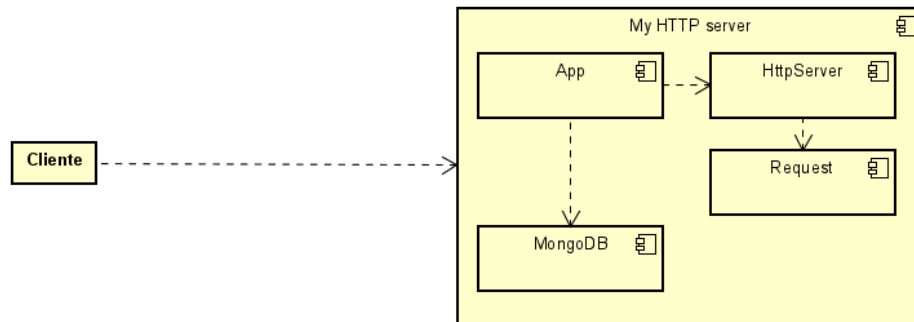 My HTTP server
App
HttpServer
Cliente
Request
MongoDB